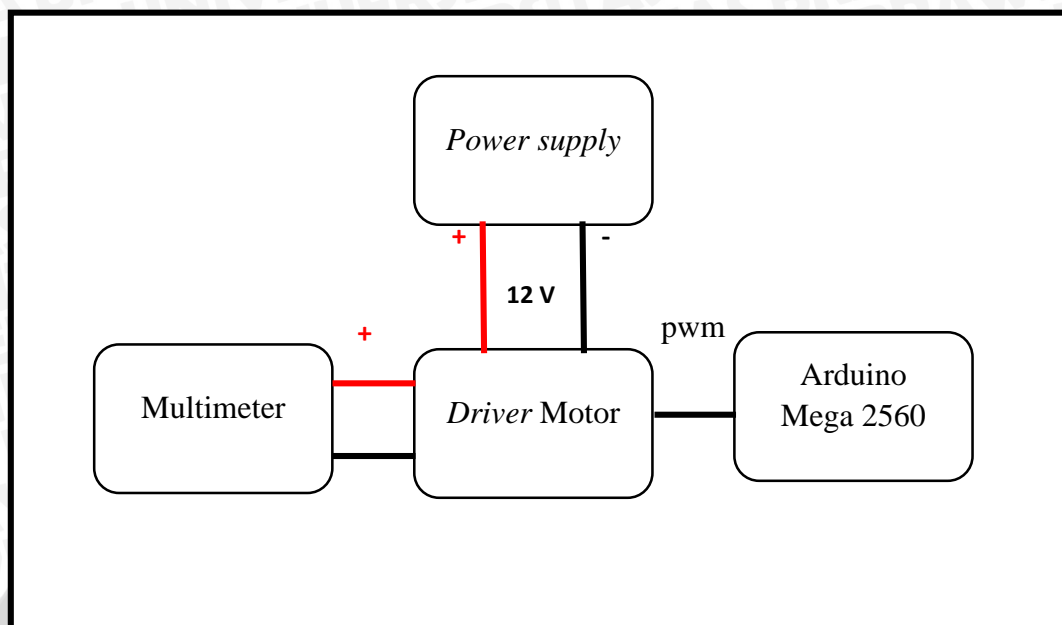 Power supply
+
-
12 V
+
pwm
Multimeter
Driver Motor
Arduino
Mega 2560